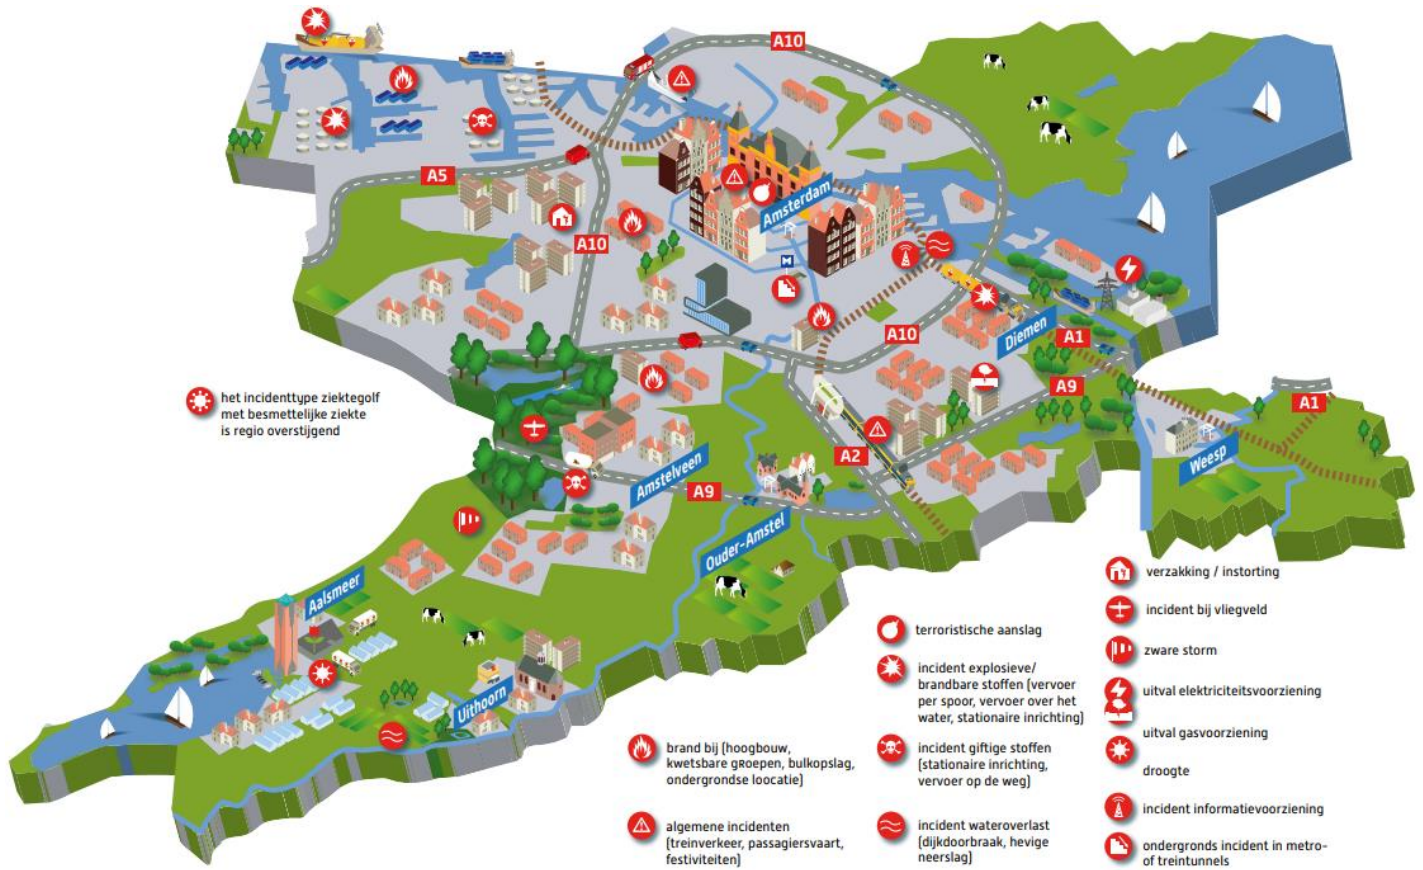 A10
A5
Amsterdam
A10
A10
Diemen
A1
A9
A1
het incidenttype ziektegolf
met besmettelijke ziekte
is regio overstijgend
A2
Weesp
Amstelveen
A9
Ouder-Amstel
Aalsmeer
Uithoorn
brand bij (hoogbouw,
kwetsbare groepen, bulkopslag,
ondergrondse loocatie)
algemene incidenten
(treinverkeer, passagiersvaart,
festiviteiten)
terroristische aanslag
incident explosieve/
brandbare stoffen (vervoer
per spoor, vervoer over het
water, stationaire inrichting)
incident giftige stoffen
(stationaire inrichting,
vervoer op de weg)
incident wateroverlast
(dijkdoorbraak, hevige
neerslag)
verzakking / instorting
incident bij vliegveld
zware storm
uitval elektriciteitsvoorziening
uitval gasvoorziening
droogte
incident informatievoorziening
ondergronds incident in metro-
of treintunnels